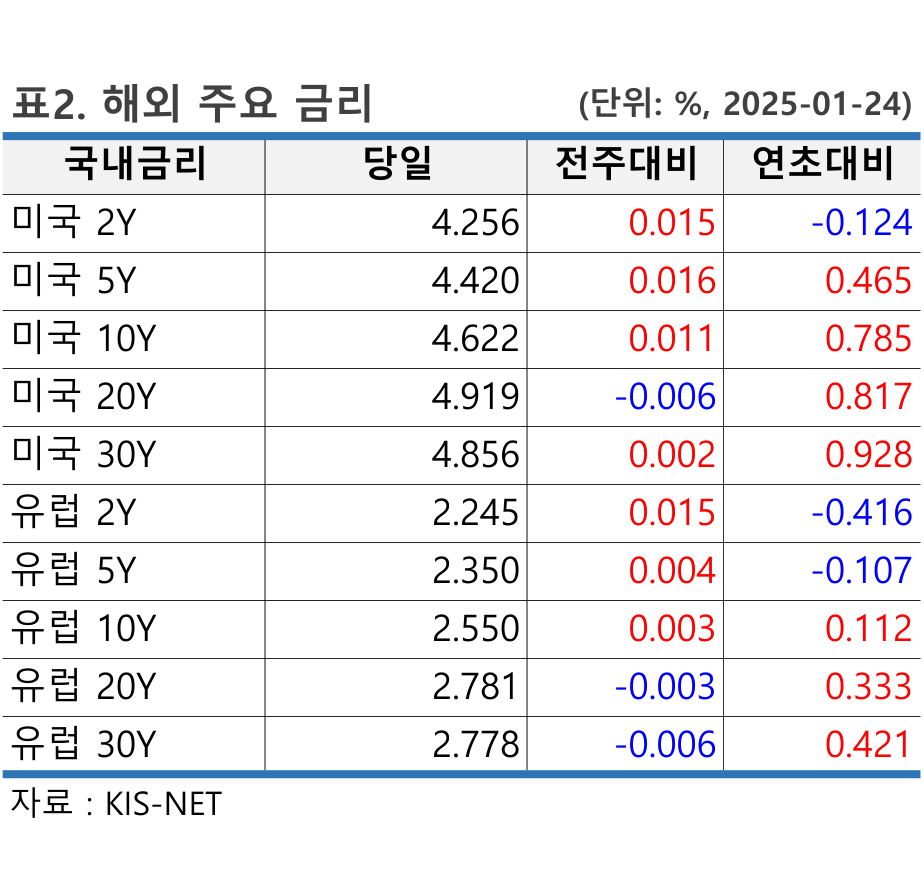 표2. 해외 주요 금리 (단위: %, 2025-01-24)
국내금리 당일 전주대비 연초대비
미국 2Y 4.256 0.015 -0.124
미국 5Y 4.420 0.016 0.465
미국 10Y 4.622 0.011 0.785
미국 20Y 4.919 -0.006 0.817
미국 30Y 4.856 0.002 0.928
유럽 2Y 2.245 0.015 -0.416
유럽 5Y 2.350 0.004 -0.107
유럽 10Y 2.550 0.003 0.112
유럽 20Y 2.781 -0.003 0.333
유럽 30Y 2.778 -0.006 0.421
자료 : KIS-NET